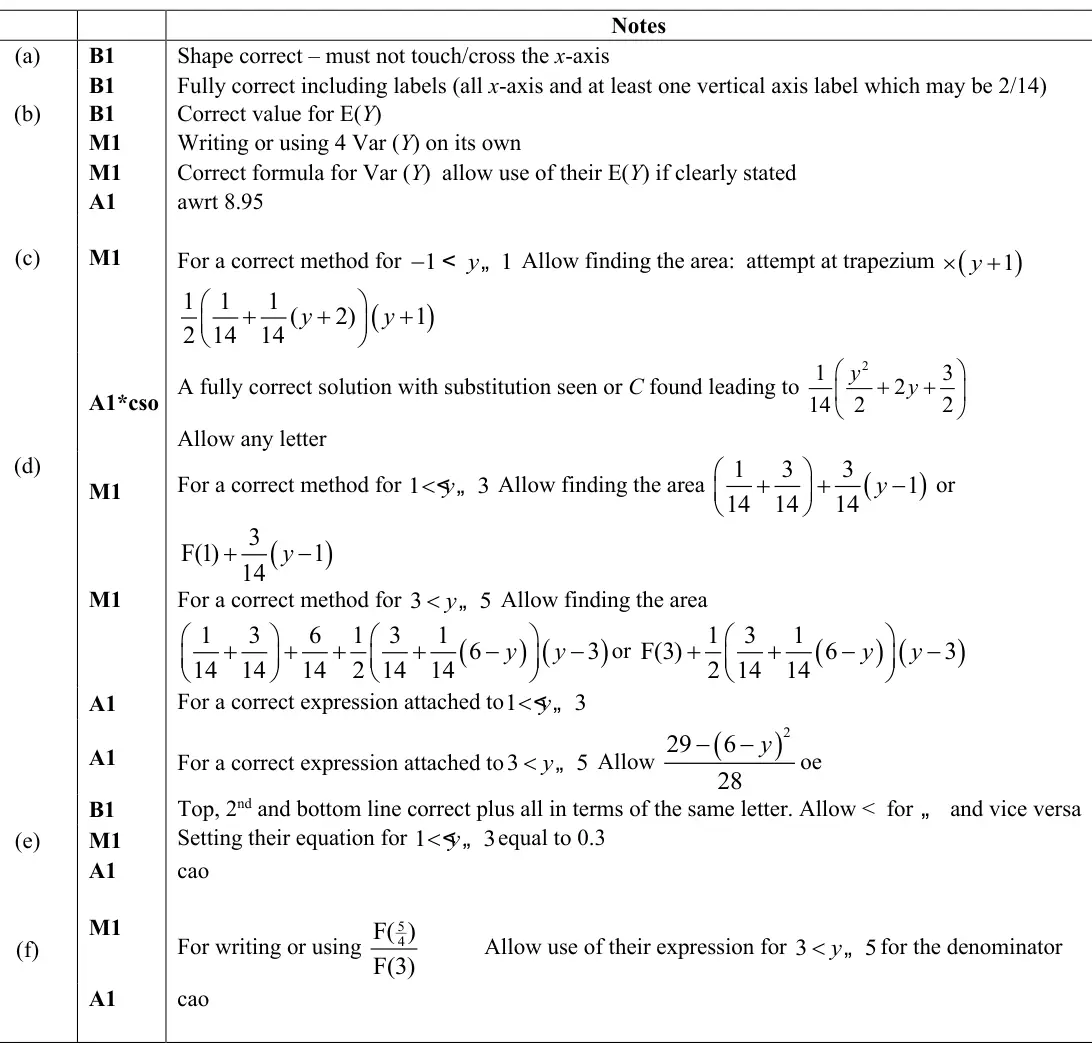 Notes
(a) B1 Shape correct – must not touch/cross the x-axis
B1 Fully correct including labels (all x-axis and at least one vertical axis label which may be 2/14)
(b) B1 Correct value for E(Y)
M1 Writing or using 4 Var (Y) on its own
M1 Correct formula for Var (Y) allow use of their E(Y) if clearly stated
A1 awrt 8.95
(c) M1 For a correct method for −1 < y„ 1 Allow finding the area: attempt at trapezium ×(y+1)
1/2 (1/14 + 1/14 (y+2)) (y+1)
A1*cso A fully correct solution with substitution seen or C found leading to 1/14 (y²/2 + 2y + 3/2)
Allow any letter
(d) M1 For a correct method for 1<y„ 3 Allow finding the area (1/14 + 3/14) + 3/14 (y−1) or
F(1) + 3/14 (y−1)
M1 For a correct method for 3 < y„ 5 Allow finding the area
(1/14 + 3/14) + 6/14 + 1/2 (3/14 + 1/14 (6−y)) (y−3) or F(3) + 1/2 (3/14 + 1/14 (6−y)) (y−3)
A1 For a correct expression attached to 1<y„ 3
A1 For a correct expression attached to 3 < y„ 5 Allow (29−(6−y)²)/28 oe
B1 Top, 2nd and bottom line correct plus all in terms of the same letter. Allow < for „ and vice versa
(e) M1 Setting their equation for 1<y„ 3 equal to 0.3
A1 cao
(f) M1 For writing or using F(5/4)/F(3) Allow use of their expression for 3 < y„ 5 for the denominator
A1 cao